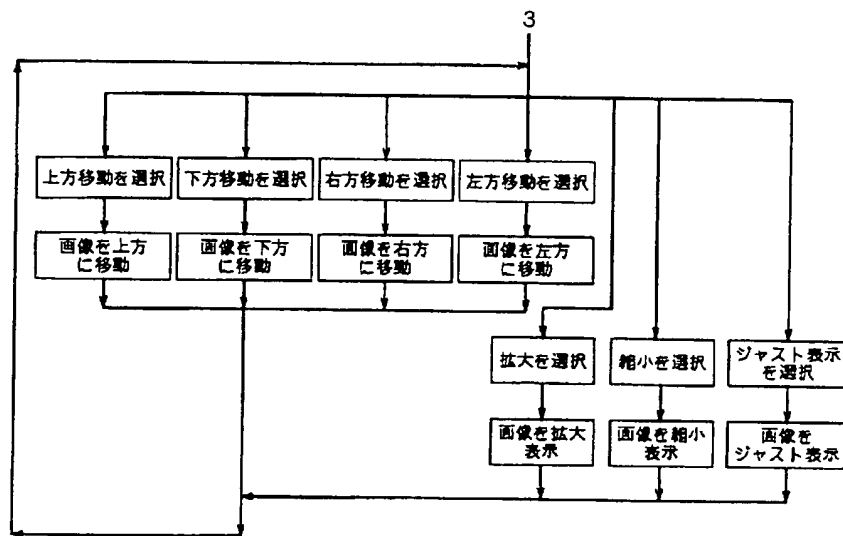 3
上方移動を選択
下方移動を選択
右方移動を選択
左方移動を選択
画像を上方
に移動
画像を下方
に移動
画像を右方
に移動
画像を左方
に移動
拡大を選択
縮小を選択
ジャスト表示
を選択
画像を拡大
表示
画像を縮小
表示
画像を
ジャスト表示